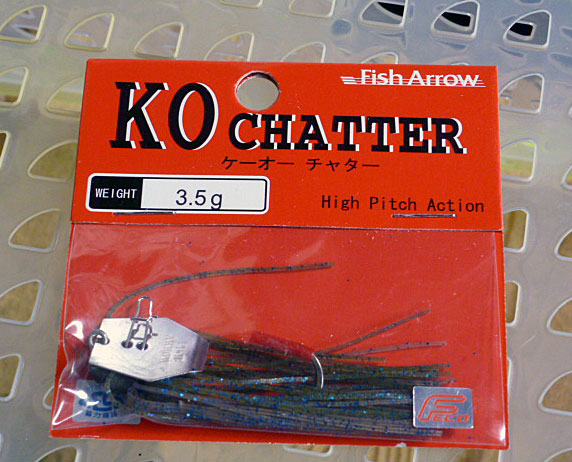 Fish Arrow
KO CHATTER
ケーオー チャター
WEIGHT 3.5g
High Pitch Action